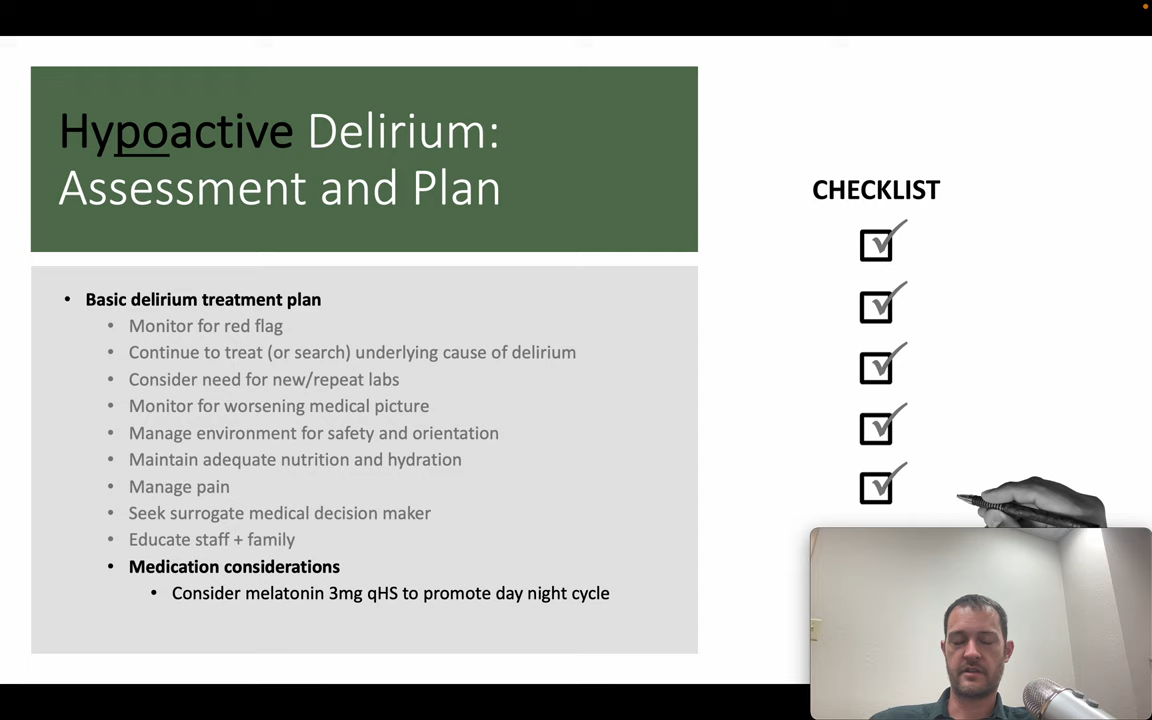 Hypoactive Delirium:
Assessment and Plan
CHECKLIST
• Basic delirium treatment plan
• Monitor for red flag
• Continue to treat (or search) underlying cause of delirium
• Consider need for new/repeat labs
• Monitor for worsening medical picture
• Manage environment for safety and orientation
• Maintain adequate nutrition and hydration
• Manage pain
• Seek surrogate medical decision maker
• Educate staff + family
• Medication considerations
• Consider melatonin 3mg qHS to promote day night cycle